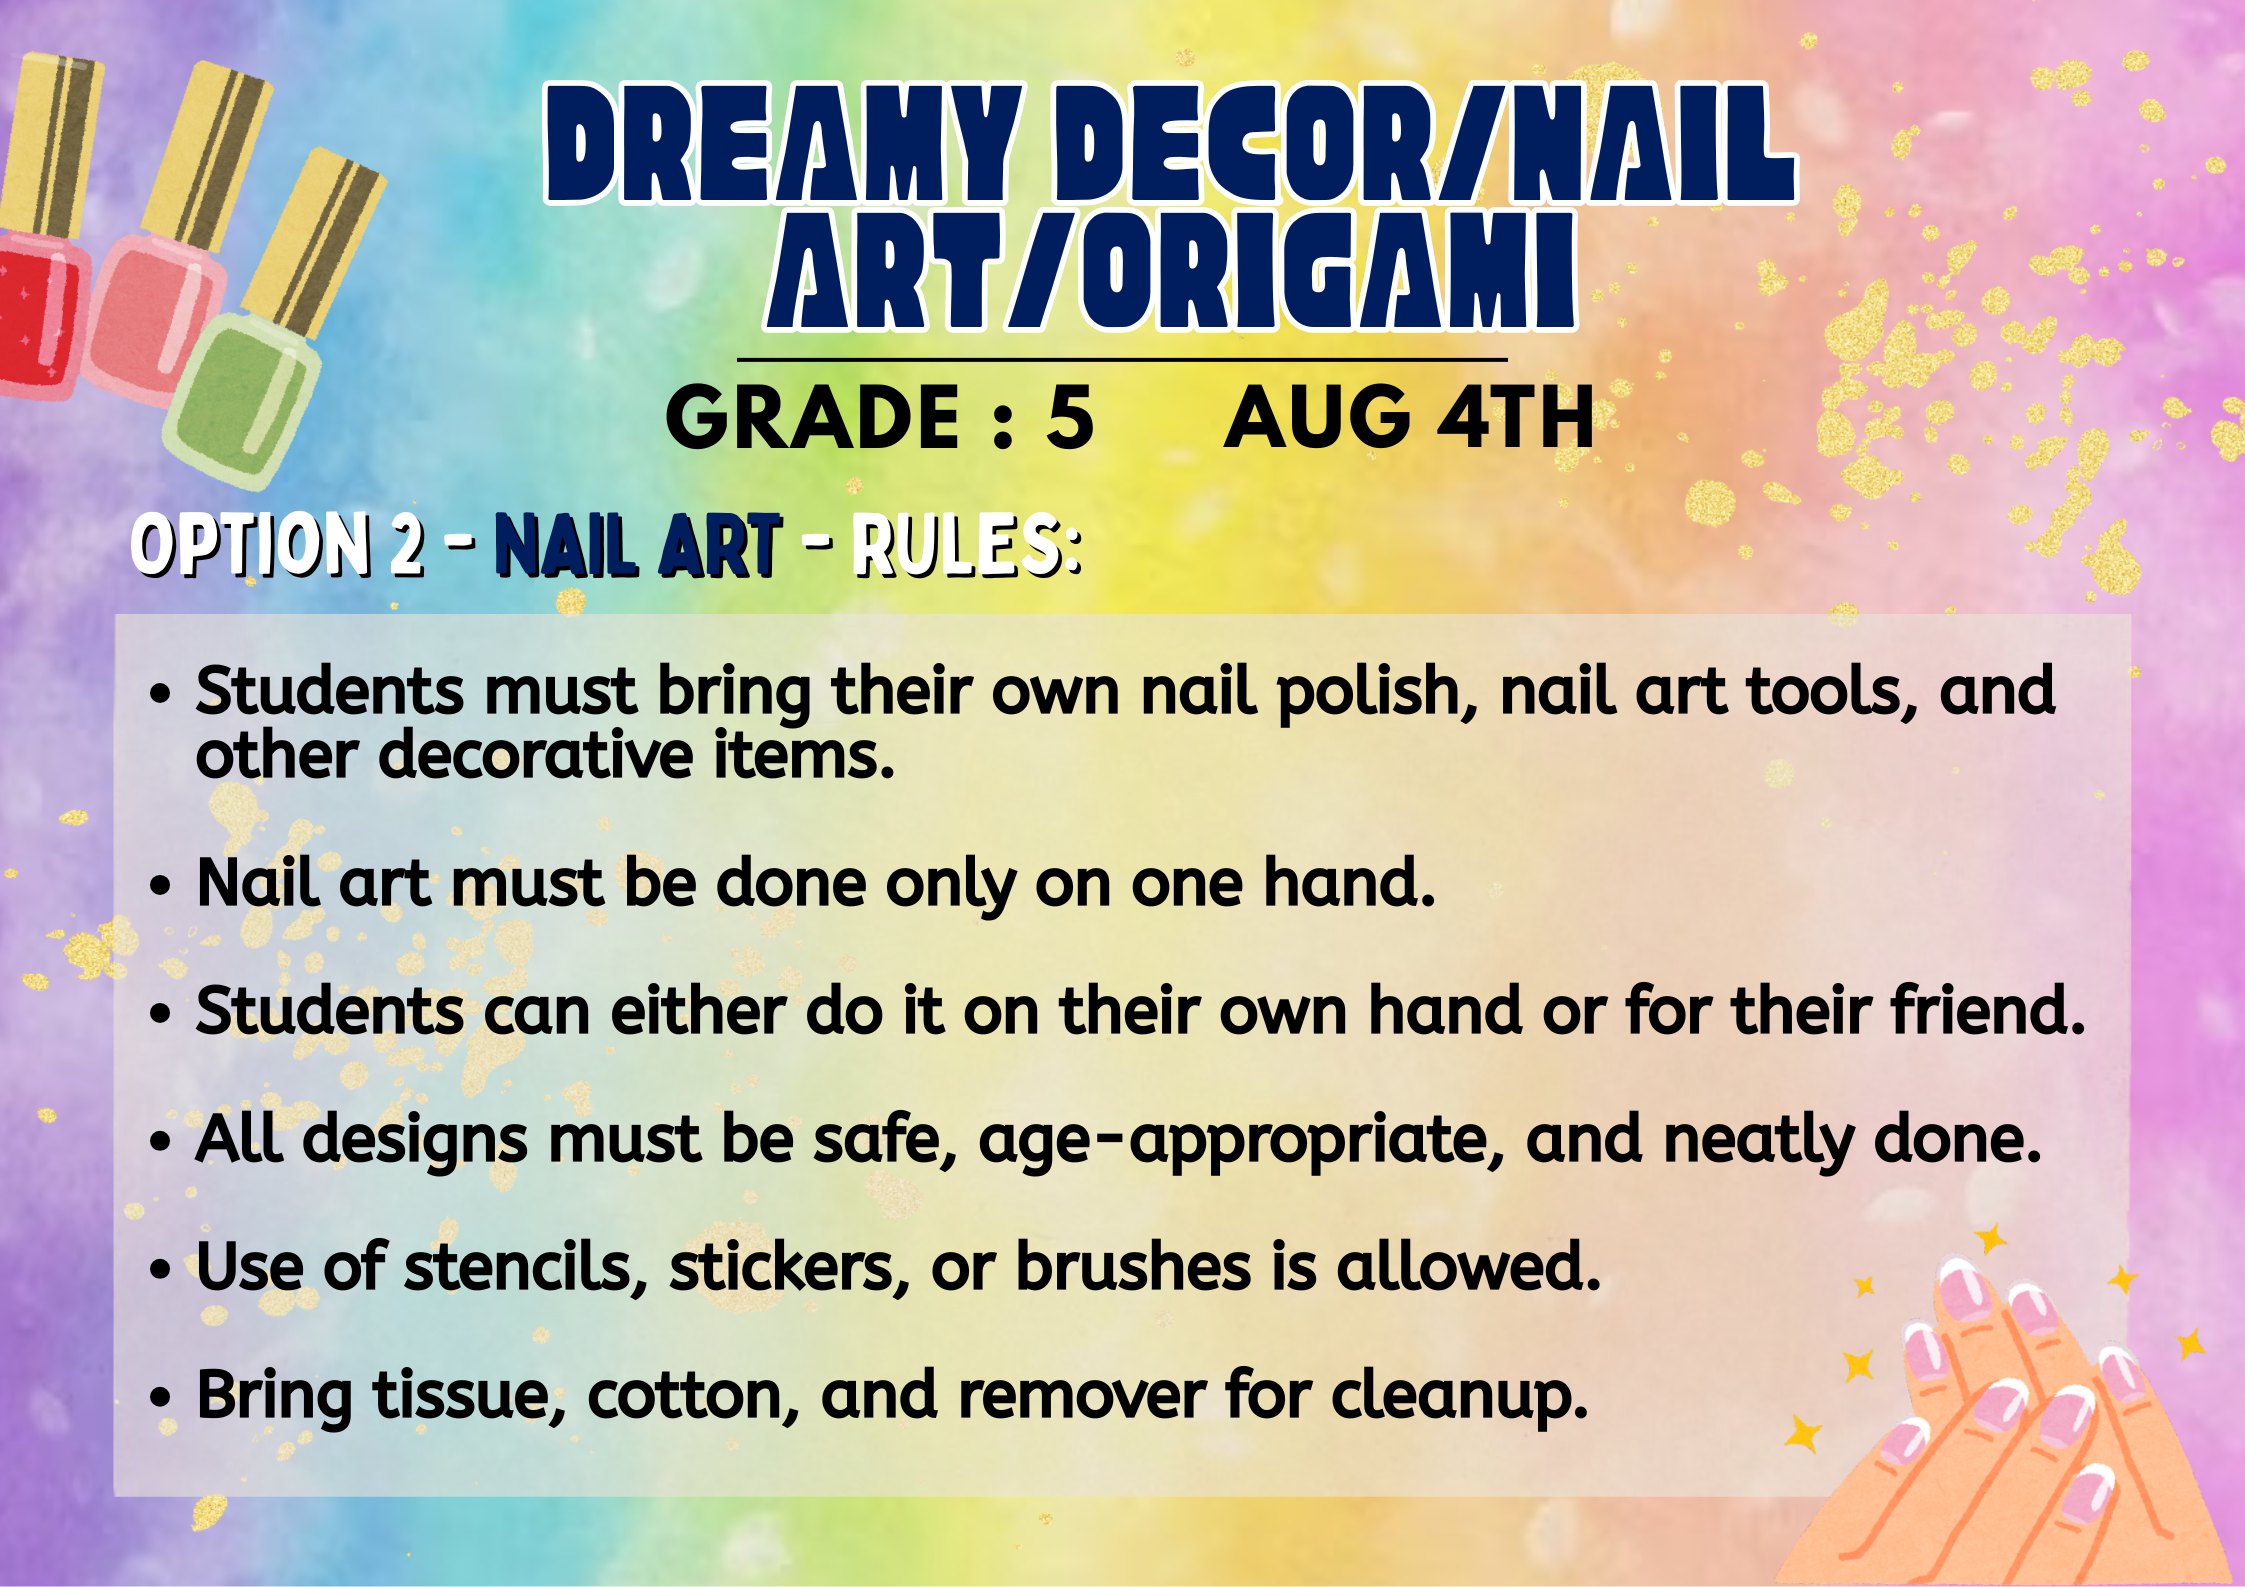 DREAMY DECOR/NAIL
ART/ORIGAMI
GRADE : 5 AUG 4TH
OPTION 2 - NAIL ART - RULES:
• Students must bring their own nail polish, nail art tools, and
other decorative items.
• Nail art must be done only on one hand.
• Students can either do it on their own hand or for their friend.
• All designs must be safe, age-appropriate, and neatly done.
• Use of stencils, stickers, or brushes is allowed.
• Bring tissue, cotton, and remover for cleanup.